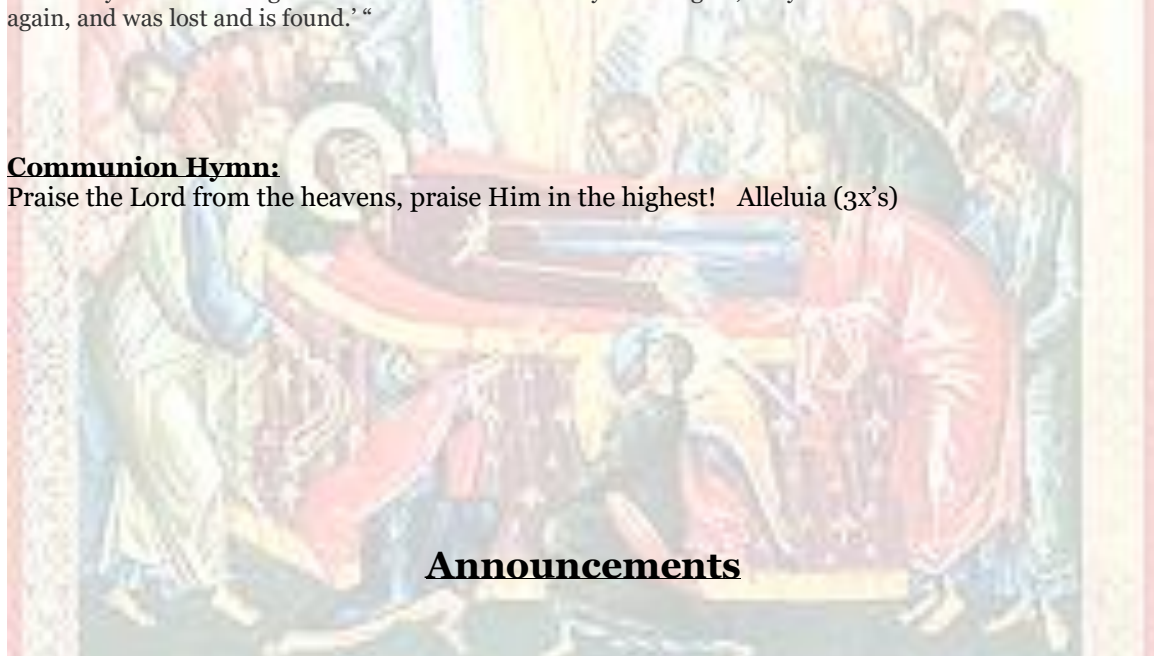 again, and was lost and is found.’ “
Communion Hymn:
Praise the Lord from the heavens, praise Him in the highest!   Alleluia (3x’s)
Announcements